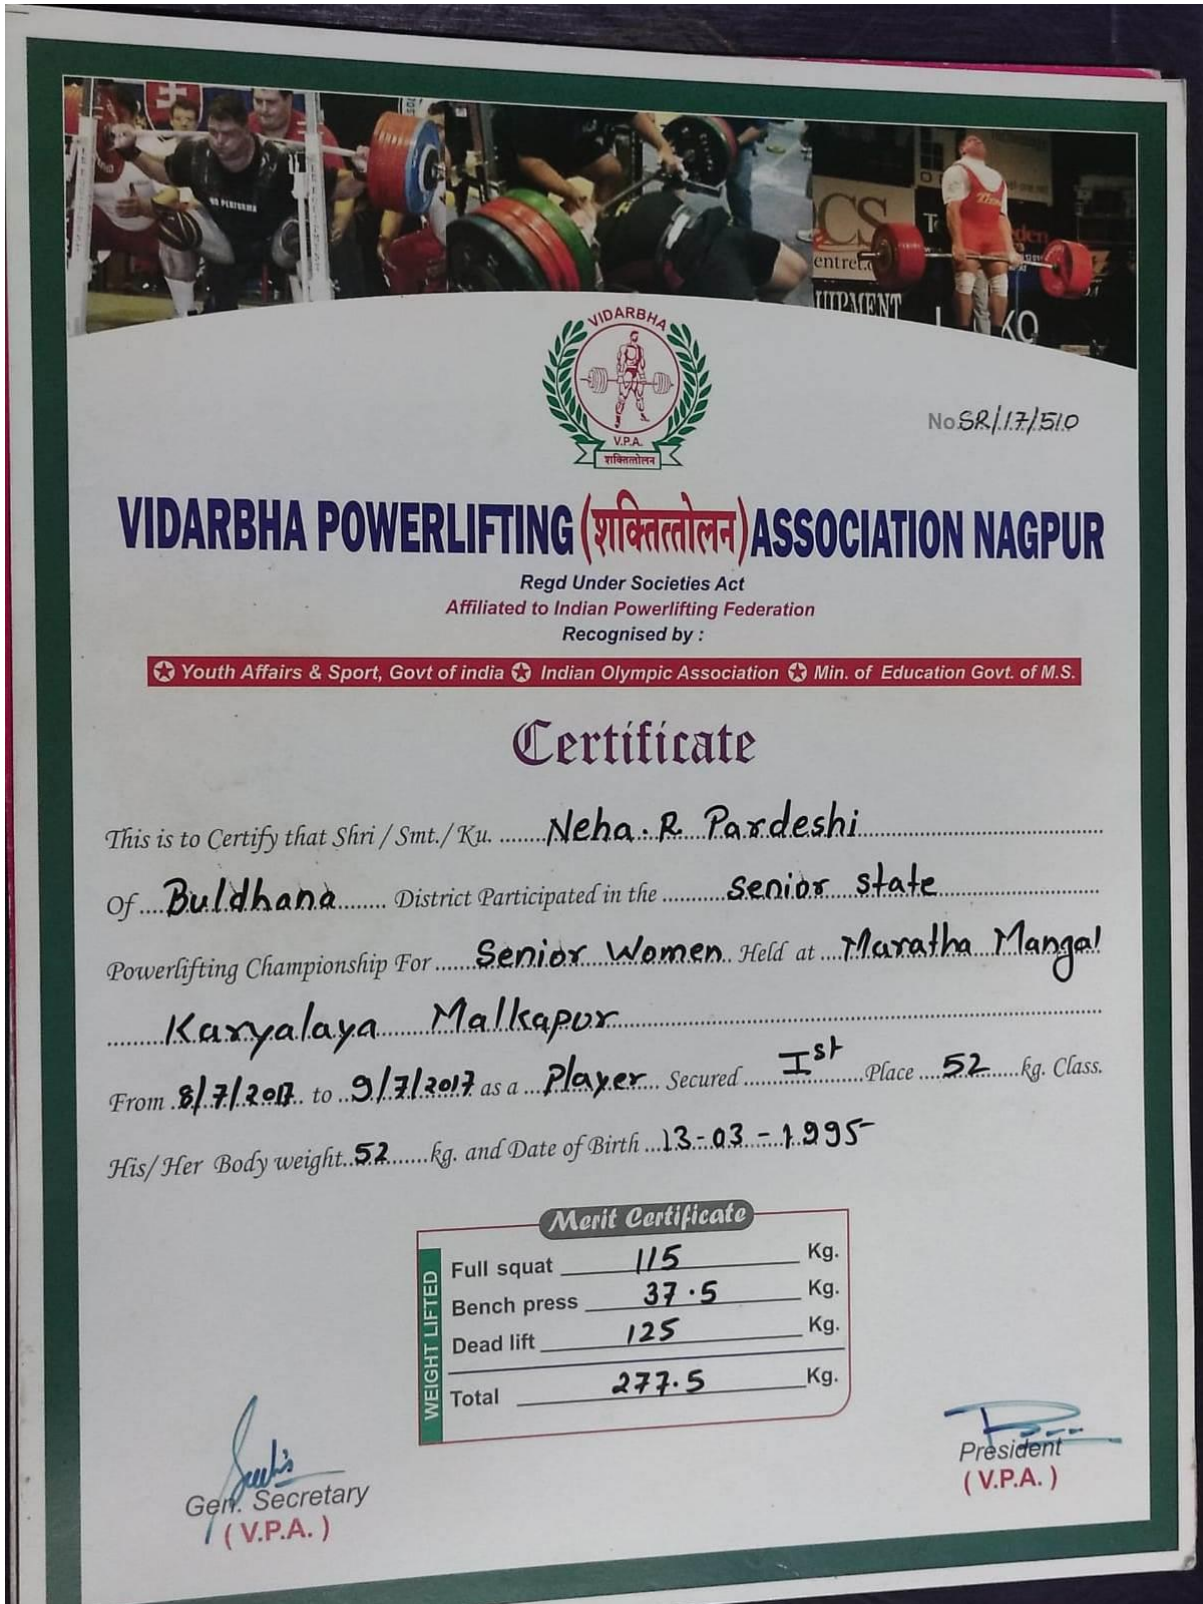 VIDARBHA
V.P.A.
शक्तित्तोलन
No. SR/17/510
VIDARBHA POWERLIFTING (शक्तित्तोलन) ASSOCIATION NAGPUR
Regd Under Societies Act
Affiliated to Indian Powerlifting Federation
Recognised by :
Youth Affairs & Sport, Govt of india Indian Olympic Association Min. of Education Govt. of M.S.
Certificate
This is to Certify that Shri / Smt./ Ku. Neha. R Pardeshi
Of Buldhana District Participated in the senior state
Powerlifting Championship For Senior Women Held at Maratha Mangal
Karyalaya Malkapur
From 8/7/2017 to 9/7/2017 as a Player Secured Ist Place 52 kg. Class.
His/ Her Body weight 52 kg. and Date of Birth 13-03-1995
Merit Certificate
WEIGHT LIFTED
Full squat 115 Kg.
Bench press 37.5 Kg.
Dead lift 125 Kg.
Total 277.5 Kg.
Gen. Secretary
( V.P.A. )
President
( V.P.A. )